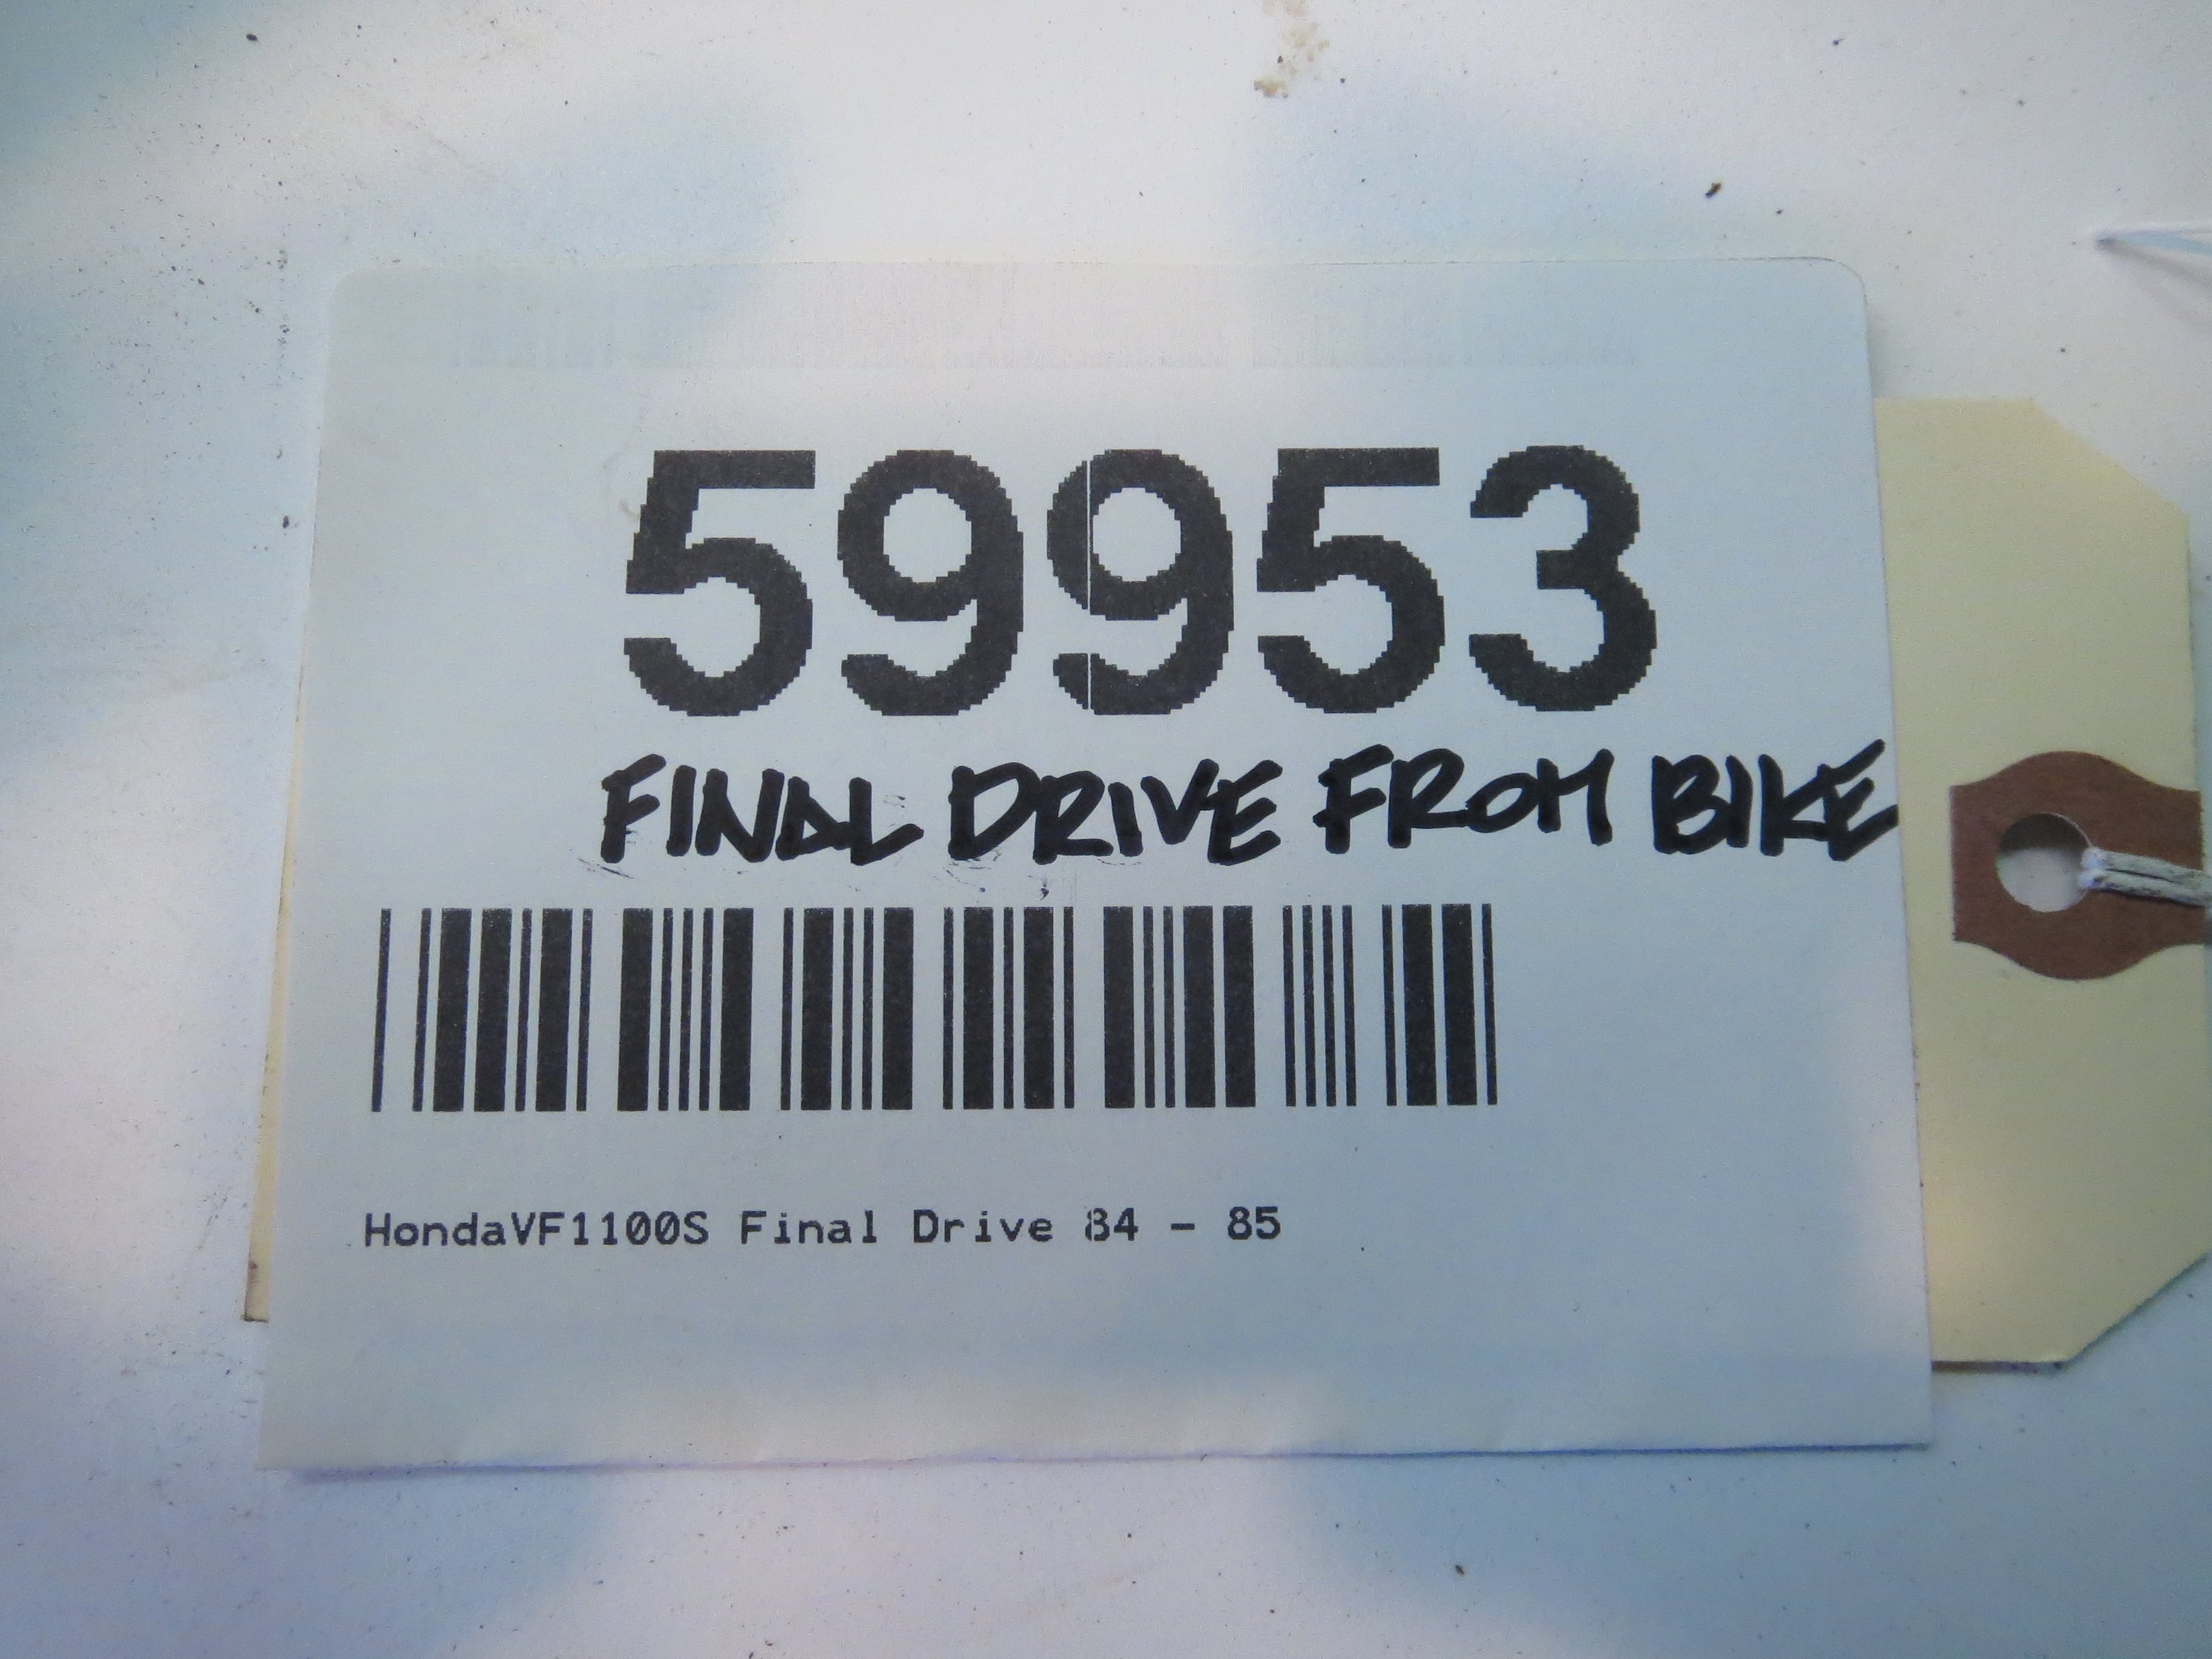 59953
FINAL DRIVE FROM BIKE
HondaVF1100S Final Drive 84 - 85